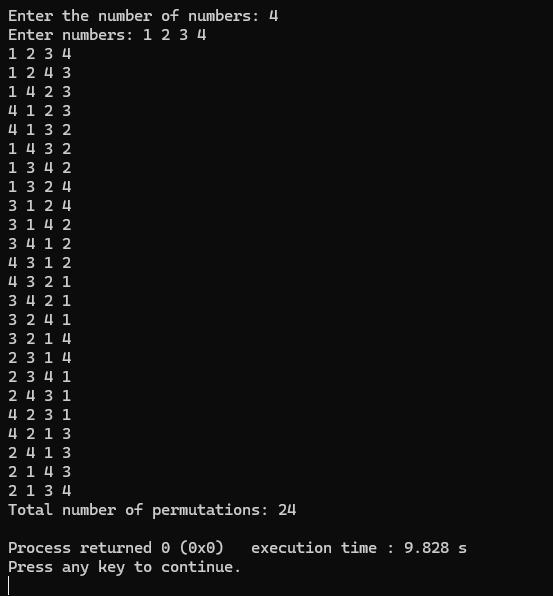 Enter the number of numbers: 4
Enter numbers: 1 2 3 4
1 2 3 4
1 2 4 3
1 4 2 3
4 1 2 3
4 1 3 2
1 4 3 2
1 3 4 2
1 3 2 4
3 1 2 4
3 1 4 2
3 4 1 2
4 3 1 2
4 3 2 1
3 4 2 1
3 2 4 1
3 2 1 4
2 3 1 4
2 3 4 1
2 4 3 1
4 2 3 1
4 2 1 3
2 4 1 3
2 1 4 3
2 1 3 4
Total number of permutations: 24
Process returned 0 (0x0)   execution time : 9.828 s
Press any key to continue.